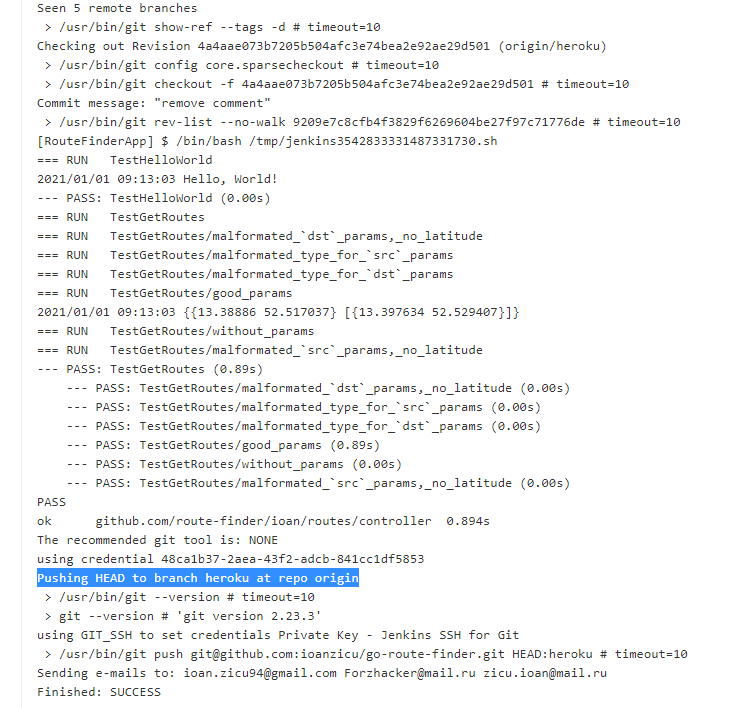 Seen 5 remote branches
 > /usr/bin/git show-ref --tags -d # timeout=10
Checking out Revision 4a4aae073b7205b504afc3e74bea2e92ae29d501 (origin/heroku)
 > /usr/bin/git config core.sparsecheckout # timeout=10
 > /usr/bin/git checkout -f 4a4aae073b7205b504afc3e74bea2e92ae29d501 # timeout=10
Commit message: "remove comment"
 > /usr/bin/git rev-list --no-walk 9209e7c8cfb4f3829f6269604be27f97c71776de # timeout=10
[RouteFinderApp] $ /bin/bash /tmp/jenkins3542833331487331730.sh
=== RUN   TestHelloWorld
2021/01/01 09:13:03 Hello, World!
--- PASS: TestHelloWorld (0.00s)
=== RUN   TestGetRoutes
=== RUN   TestGetRoutes/malformated_`dst`_params,_no_latitude
=== RUN   TestGetRoutes/malformated_type_for_`src`_params
=== RUN   TestGetRoutes/malformated_type_for_`dst`_params
=== RUN   TestGetRoutes/good_params
2021/01/01 09:13:03 {{13.38886 52.517037} [{13.397634 52.529407}]}
=== RUN   TestGetRoutes/without_params
=== RUN   TestGetRoutes/malformated_`src`_params,_no_latitude
--- PASS: TestGetRoutes (0.89s)
    --- PASS: TestGetRoutes/malformated_`dst`_params,_no_latitude (0.00s)
    --- PASS: TestGetRoutes/malformated_type_for_`src`_params (0.00s)
    --- PASS: TestGetRoutes/malformated_type_for_`dst`_params (0.00s)
    --- PASS: TestGetRoutes/good_params (0.89s)
    --- PASS: TestGetRoutes/without_params (0.00s)
    --- PASS: TestGetRoutes/malformated_`src`_params,_no_latitude (0.00s)
PASS
ok      github.com/route-finder/ioan/routes/controller  0.894s
The recommended git tool is: NONE
using credential 48ca1b37-2aea-43f2-adcb-841cc1df5853
Pushing HEAD to branch heroku at repo origin
 > /usr/bin/git --version # timeout=10
 > git --version # 'git version 2.23.3'
using GIT_SSH to set credentials Private Key - Jenkins SSH for Git
 > /usr/bin/git push git@github.com:ioanzicu/go-route-finder.git HEAD:heroku # timeout=10
Sending e-mails to: ioan.zicu94@gmail.com Forzhacker@mail.ru zicu.ioan@mail.ru
Finished: SUCCESS